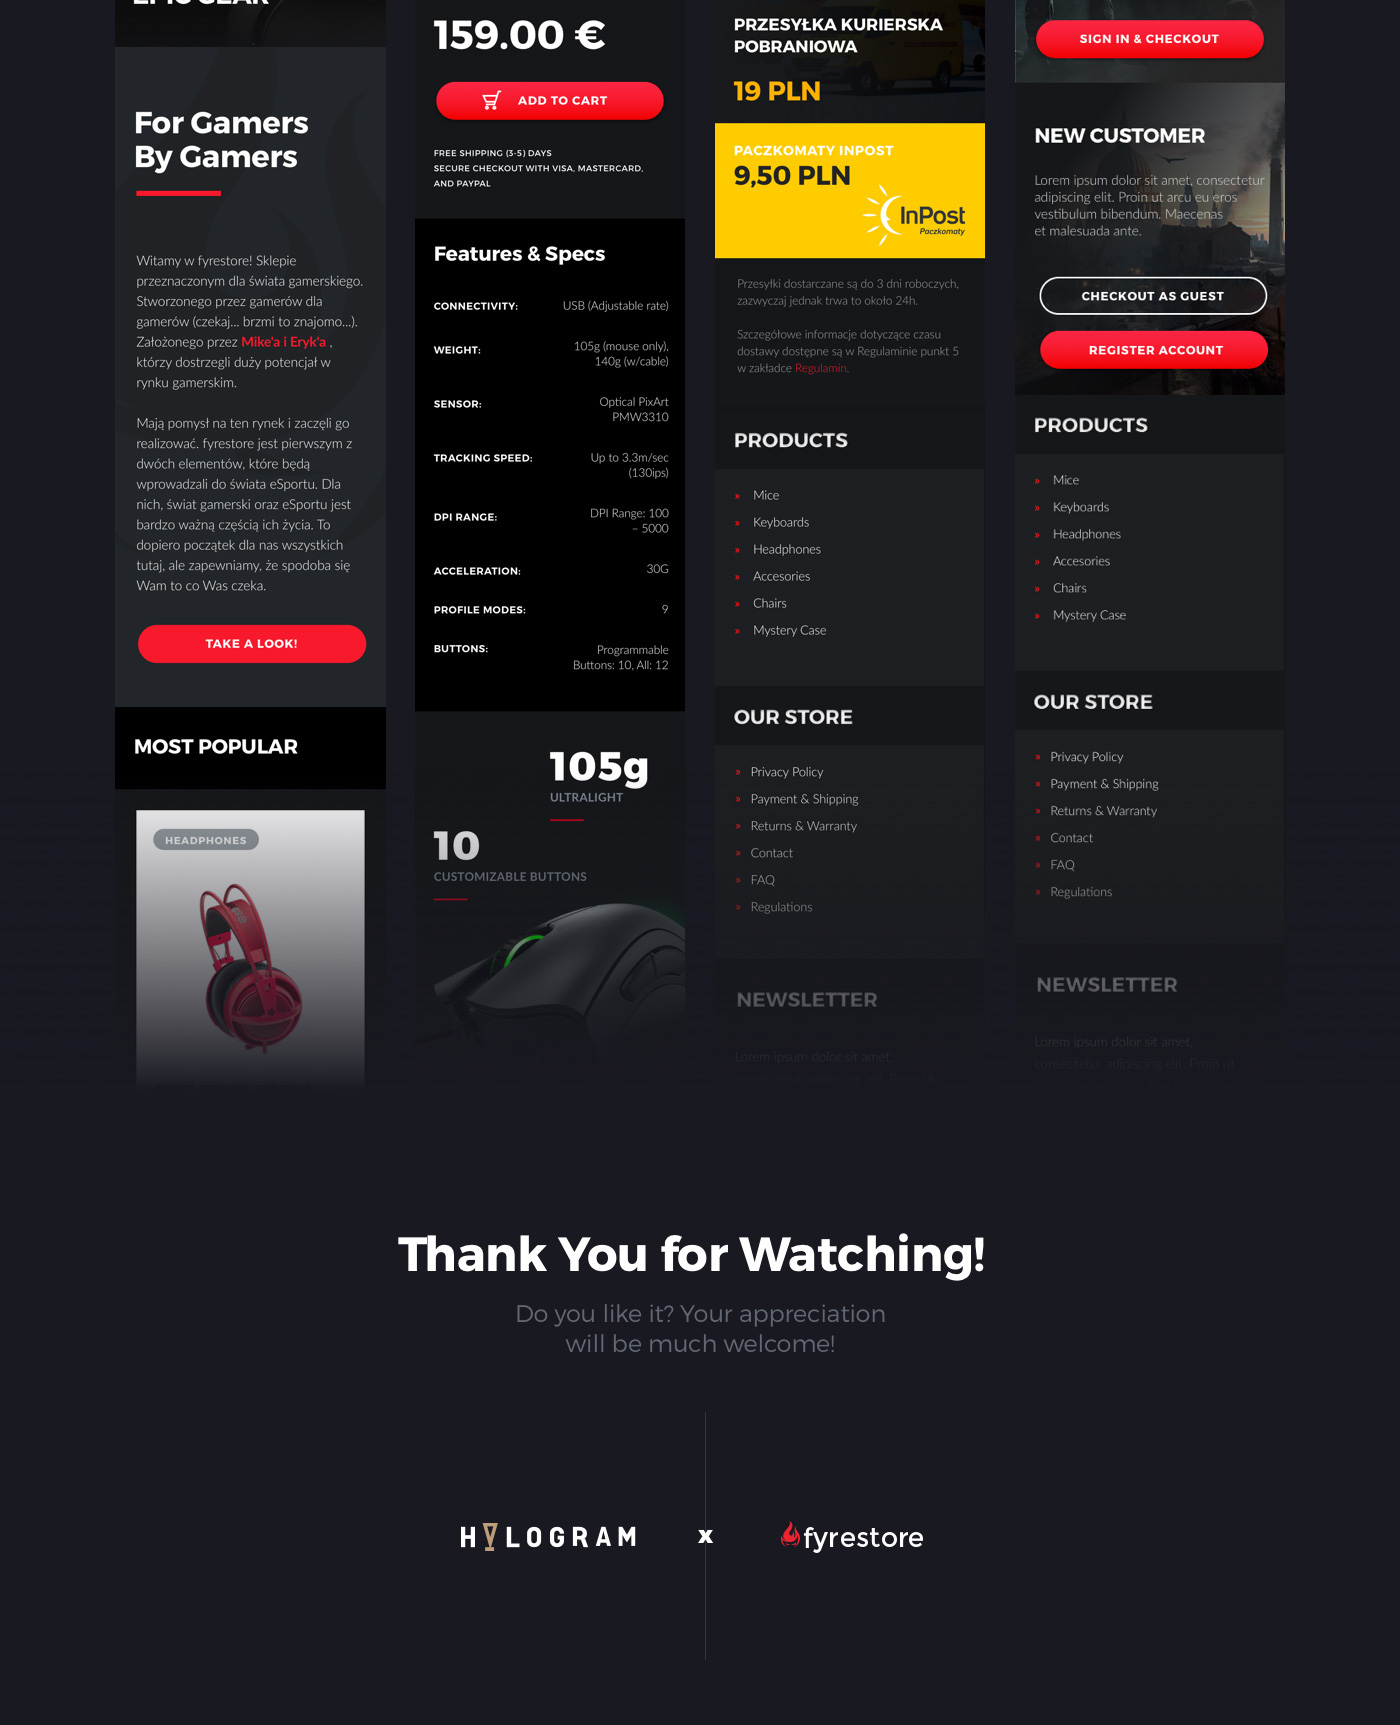 EPIC GEAR
For Gamers
By Gamers
Witamy w fyrestore! Sklepie
przeznaczonym dla świata gamerskiego.
Stworzonego przez gamerów dla
gamerów (czekaj... brzmi to znajomo...).
Założonego przez Mike'a i Eryk'a ,
którzy dostrzegli duży potencjał w
rynku gamerskim.
Mają pomysł na ten rynek i zaczęli go
realizować. fyrestore jest pierwszym z
dwóch elementów, które będą
wprowadzali do świata eSportu. Dla
nich, świat gamerski oraz eSportu jest
bardzo ważną częścią ich życia. To
dopiero początek dla nas wszystkich
tutaj, ale zapewniamy, że spodoba się
Wam to co Was czeka.
TAKE A LOOK!
MOST POPULAR
HEADPHONES
159.00 €
ADD TO CART
FREE SHIPPING (3-5) DAYS
SECURE CHECKOUT WITH VISA, MASTERCARD,
AND PAYPAL
Features & Specs
CONNECTIVITY: USB (Adjustable rate)
WEIGHT: 105g (mouse only),
140g (w/cable)
SENSOR: Optical PixArt
PMW3310
TRACKING SPEED: Up to 3.3m/sec
(130ips)
DPI RANGE: DPI Range: 100
– 5000
ACCELERATION: 30G
PROFILE MODES: 9
BUTTONS: Programmable
Buttons: 10, All: 12
105g
ULTRALIGHT
10
CUSTOMIZABLE BUTTONS
PRZESYŁKA KURIERSKA
POBRANIOWA
19 PLN
PACZKOMATY INPOST
9,50 PLN
InPost
Paczkomaty
Przesyłki dostarczane są do 3 dni roboczych,
zazwyczaj jednak trwa to około 24h.
Szczegółowe informacje dotyczące czasu
dostawy dostępne są w Regulaminie punkt 5
w zakładce Regulamin.
PRODUCTS
» Mice
» Keyboards
» Headphones
» Accesories
» Chairs
» Mystery Case
OUR STORE
» Privacy Policy
» Payment & Shipping
» Returns & Warranty
» Contact
» FAQ
» Regulations
NEWSLETTER
Lorem ipsum dolor sit amet,
SIGN IN & CHECKOUT
NEW CUSTOMER
Lorem ipsum dolor sit amet, consectetur
adipiscing elit. Proin ut arcu eu eros
vestibulum bibendum. Maecenas
et malesuada ante.
CHECKOUT AS GUEST
REGISTER ACCOUNT
PRODUCTS
» Mice
» Keyboards
» Headphones
» Accesories
» Chairs
» Mystery Case
OUR STORE
» Privacy Policy
» Payment & Shipping
» Returns & Warranty
» Contact
» FAQ
» Regulations
NEWSLETTER
Lorem ipsum dolor sit amet,
consectetur adipiscing elit. Proin ut
Thank You for Watching!
Do you like it? Your appreciation
will be much welcome!
HOLOGRAM
x
fyrestore